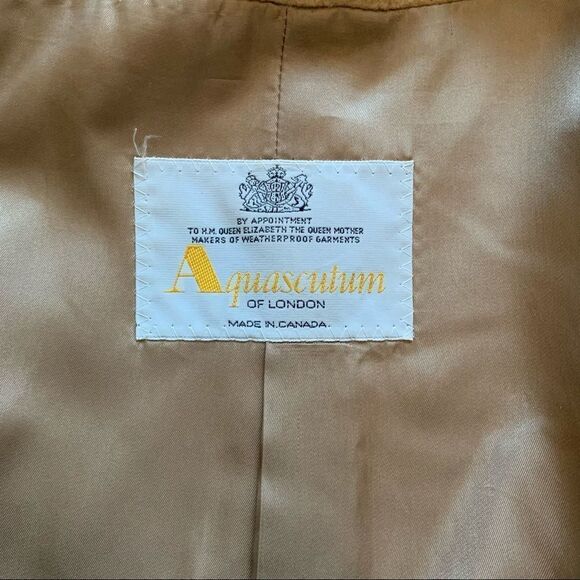 BY APPOINTMENT
TO H.M. QUEEN ELIZABETH THE QUEEN MOTHER
MAKERS OF WEATHERPROOF GARMENTS
Aquascutum
OF LONDON
.MADE IN CANADA.